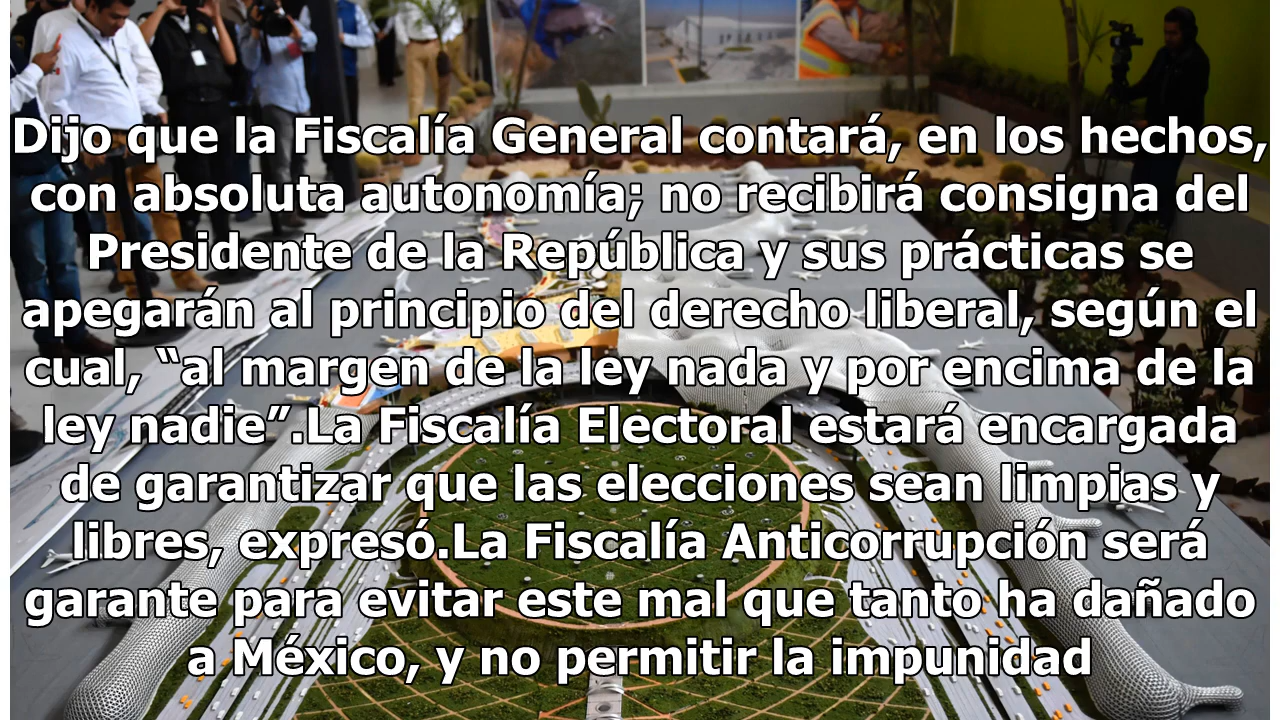 Dijo que la Fiscalía General contará, en los hechos,
con absoluta autonomía; no recibirá consigna del
Presidente de la República y sus prácticas se
apegarán al principio del derecho liberal, según el
cual, “al margen de la ley nada y por encima de la
ley nadie”.La Fiscalía Electoral estará encargada
de garantizar que las elecciones sean limpias y
libres, expresó.La Fiscalía Anticorrupción será
garante para evitar este mal que tanto ha dañado
a México, y no permitir la impunidad